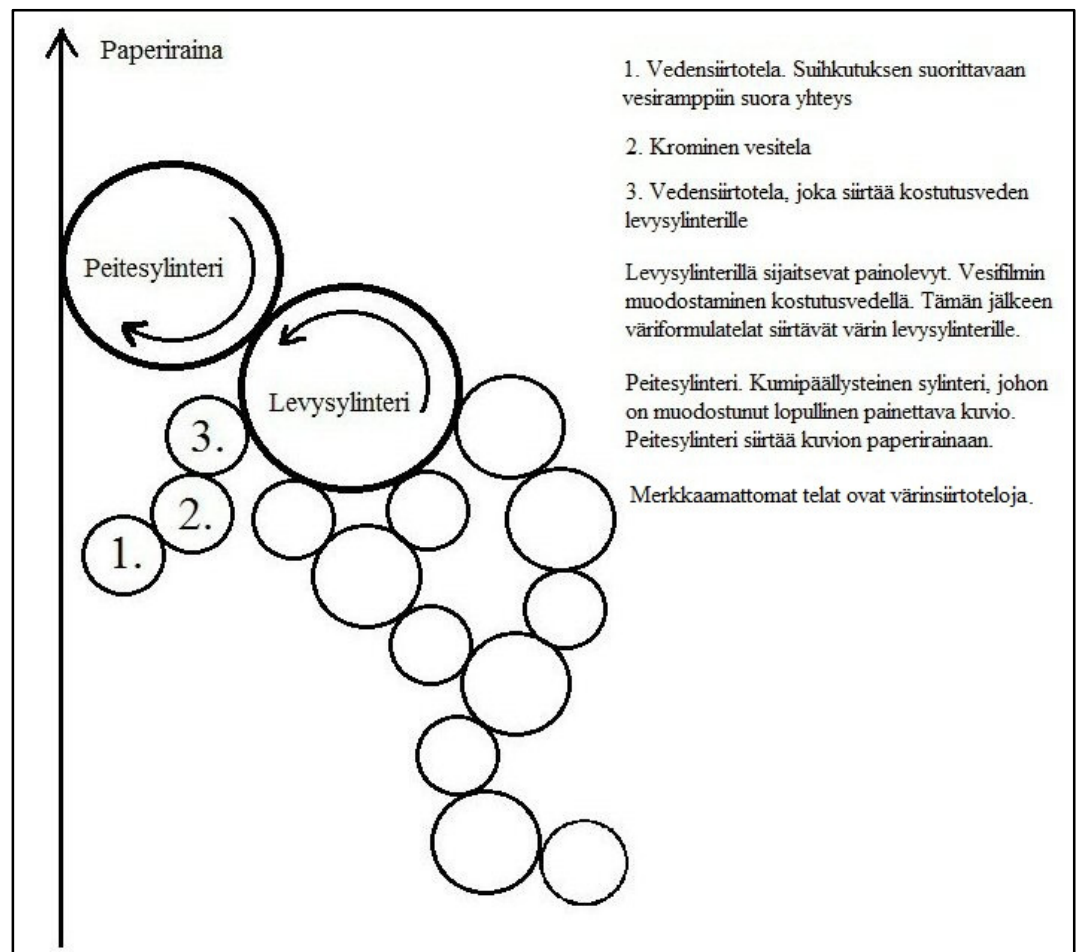 Paperiraina
1. Vedensiirtotela. Suihkutuksen suorittavaan
vesiramppiin suora yhteys
2. Krominen vesitela
3. Vedensiirtotela, joka siirtää kostutusveden
levysylinterille
Peitesylinteri
Levysylinterillä sijaitsevat painolevyt. Vesifilmin
muodostaminen kostutusvedellä. Tämän jälkeen
väriformulatelat siirtävät värin levysylinterille.
Levysylinteri
Peitesylinteri. Kumipäällysteinen sylinteri, johon
on muodostunut lopullinen painettava kuvio.
Peitesylinteri siirtää kuvion paperirainaan.
3.
2.
1.
Merkkaamattomat telat ovat värinsiirtoteloja.